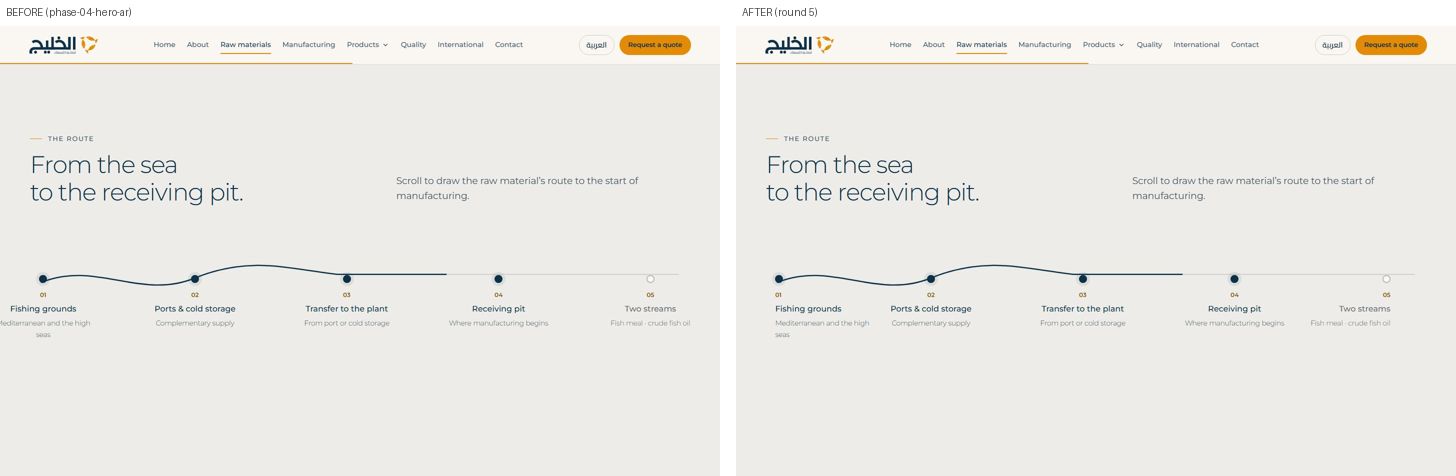 BEFORE (phase-04-hero-ar)
الخليج
Home About Raw materials Manufacturing Products Quality International Contact
العربية
Request a quote
THE ROUTE
From the sea
to the receiving pit.
Scroll to draw the raw material's route to the start of
manufacturing.
01 02 03 04 05
Fishing grounds Ports & cold storage Transfer to the plant Receiving pit Two streams
Mediterranean and the high Complementary supply From port or cold storage Where manufacturing begins Fish meal · crude fish oil
seas
AFTER (round 5)
الخليج
Home About Raw materials Manufacturing Products Quality International Contact
العربية
Request a quote
THE ROUTE
From the sea
to the receiving pit.
Scroll to draw the raw material's route to the start of
manufacturing.
01 02 03 04 05
Fishing grounds Ports & cold storage Transfer to the plant Receiving pit Two streams
Mediterranean and the high Complementary supply From port or cold storage Where manufacturing begins Fish meal · crude fish oil
seas